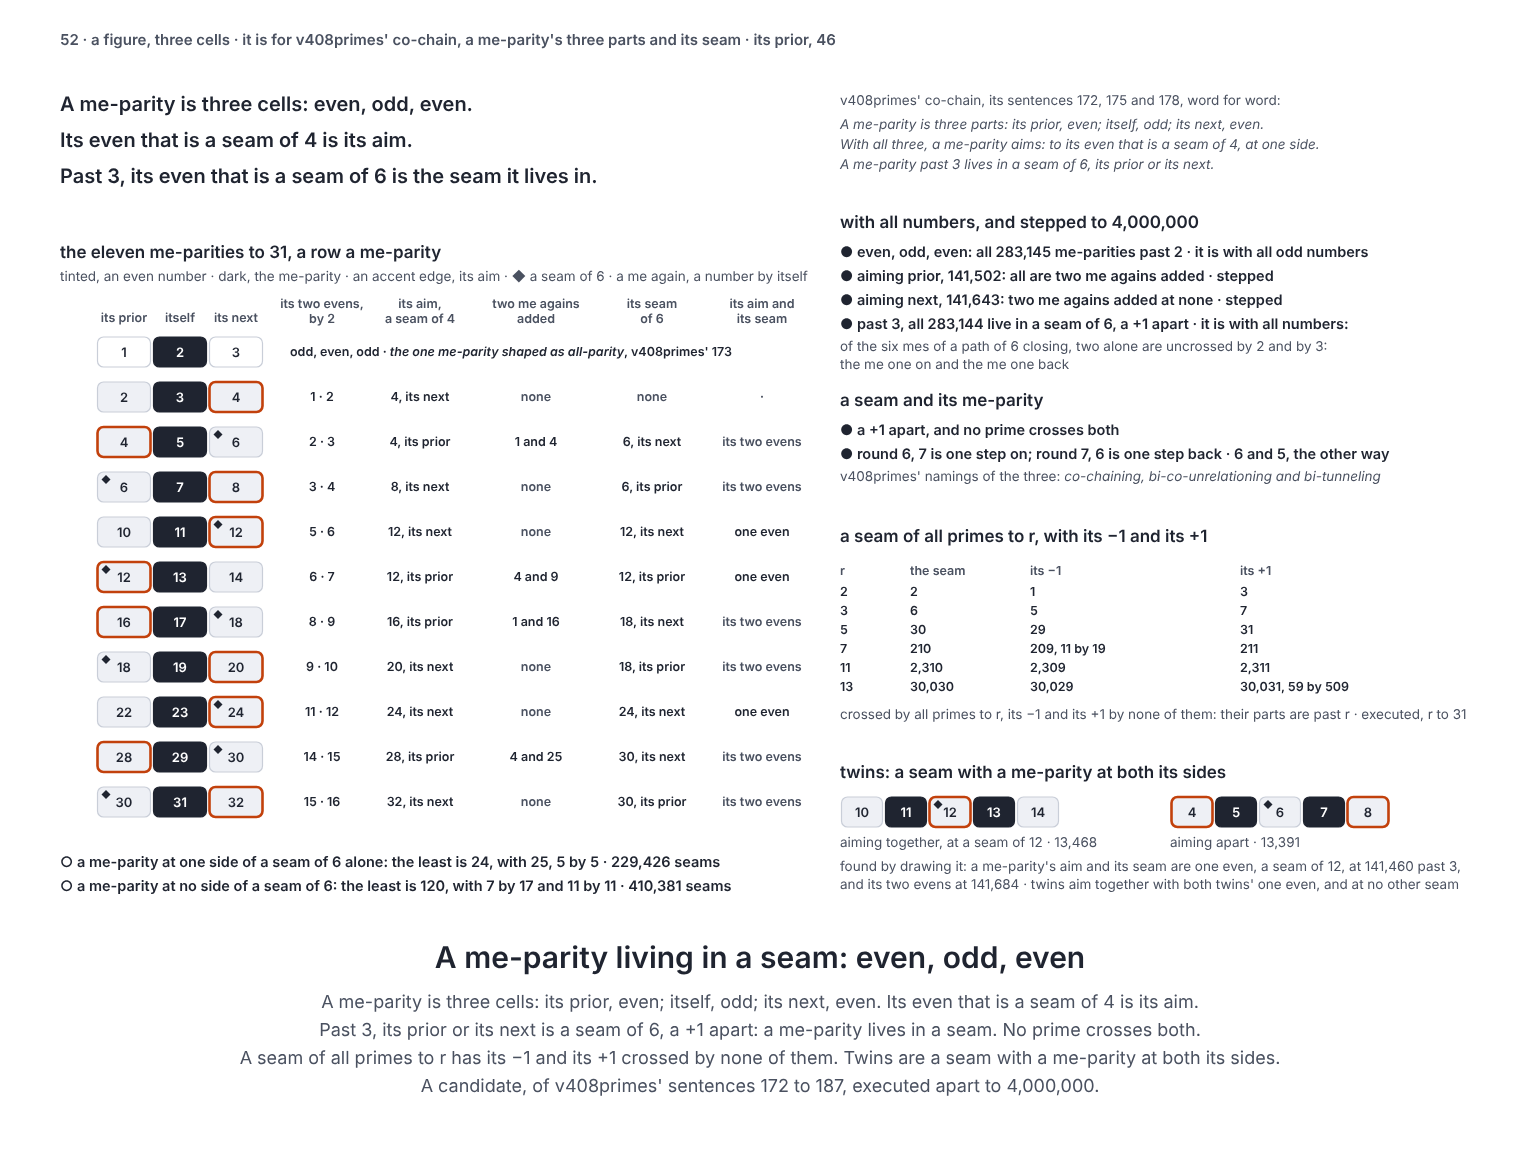 52 · a figure, three cells · it is for v408primes' co-chain, a me-parity's three parts and its seam · its prior, 46
A me-parity is three cells: even, odd, even.
Its even that is a seam of 4 is its aim.
Past 3, its even that is a seam of 6 is the seam it lives in.
the eleven me-parities to 31, a row a me-parity
tinted, an even number · dark, the me-parity · an accent edge, its aim · ◆ a seam of 6 · a me again, a number by itself
its prior itself its next its two evens, by 2 its aim, a seam of 4 two me agains added its seam of 6 its aim and its seam
1 2 3 odd, even, odd · the one me-parity shaped as all-parity, v408primes' 173
2 3 4 1 · 2 4, its next none none ·
4 5 ◆ 6 2 · 3 4, its prior 1 and 4 6, its next its two evens
◆ 6 7 8 3 · 4 8, its next none 6, its prior its two evens
10 11 ◆ 12 5 · 6 12, its next none 12, its next one even
◆ 12 13 14 6 · 7 12, its prior 4 and 9 12, its prior one even
16 17 ◆ 18 8 · 9 16, its prior 1 and 16 18, its next its two evens
◆ 18 19 20 9 · 10 20, its next none 18, its prior its two evens
22 23 ◆ 24 11 · 12 24, its next none 24, its next one even
28 29 ◆ 30 14 · 15 28, its prior 4 and 25 30, its next its two evens
◆ 30 31 32 15 · 16 32, its next none 30, its prior its two evens
○ a me-parity at one side of a seam of 6 alone: the least is 24, with 25, 5 by 5 · 229,426 seams
○ a me-parity at no side of a seam of 6: the least is 120, with 7 by 17 and 11 by 11 · 410,381 seams
v408primes' co-chain, its sentences 172, 175 and 178, word for word:
A me-parity is three parts: its prior, even; itself, odd; its next, even.
With all three, a me-parity aims: to its even that is a seam of 4, at one side.
A me-parity past 3 lives in a seam of 6, its prior or its next.
with all numbers, and stepped to 4,000,000
● even, odd, even: all 283,145 me-parities past 2 · it is with all odd numbers
● aiming prior, 141,502: all are two me agains added · stepped
● aiming next, 141,643: two me agains added at none · stepped
● past 3, all 283,144 live in a seam of 6, a +1 apart · it is with all numbers:
of the six mes of a path of 6 closing, two alone are uncrossed by 2 and by 3:
the me one on and the me one back
a seam and its me-parity
● a +1 apart, and no prime crosses both
● round 6, 7 is one step on; round 7, 6 is one step back · 6 and 5, the other way
v408primes' namings of the three: co-chaining, bi-co-unrelationing and bi-tunneling
a seam of all primes to r, with its −1 and its +1
r the seam its −1 its +1
2 2 1 3
3 6 5 7
5 30 29 31
7 210 209, 11 by 19 211
11 2,310 2,309 2,311
13 30,030 30,029 30,031, 59 by 509
crossed by all primes to r, its −1 and its +1 by none of them: their parts are past r · executed, r to 31
twins: a seam with a me-parity at both its sides
10 11 ◆ 12 13 14 4 5 ◆ 6 7 8
aiming together, at a seam of 12 · 13,468 aiming apart · 13,391
found by drawing it: a me-parity's aim and its seam are one even, a seam of 12, at 141,460 past 3,
and its two evens at 141,684 · twins aim together with both twins' one even, and at no other seam
A me-parity living in a seam: even, odd, even
A me-parity is three cells: its prior, even; itself, odd; its next, even. Its even that is a seam of 4 is its aim.
Past 3, its prior or its next is a seam of 6, a +1 apart: a me-parity lives in a seam. No prime crosses both.
A seam of all primes to r has its −1 and its +1 crossed by none of them. Twins are a seam with a me-parity at both its sides.
A candidate, of v408primes' sentences 172 to 187, executed apart to 4,000,000.